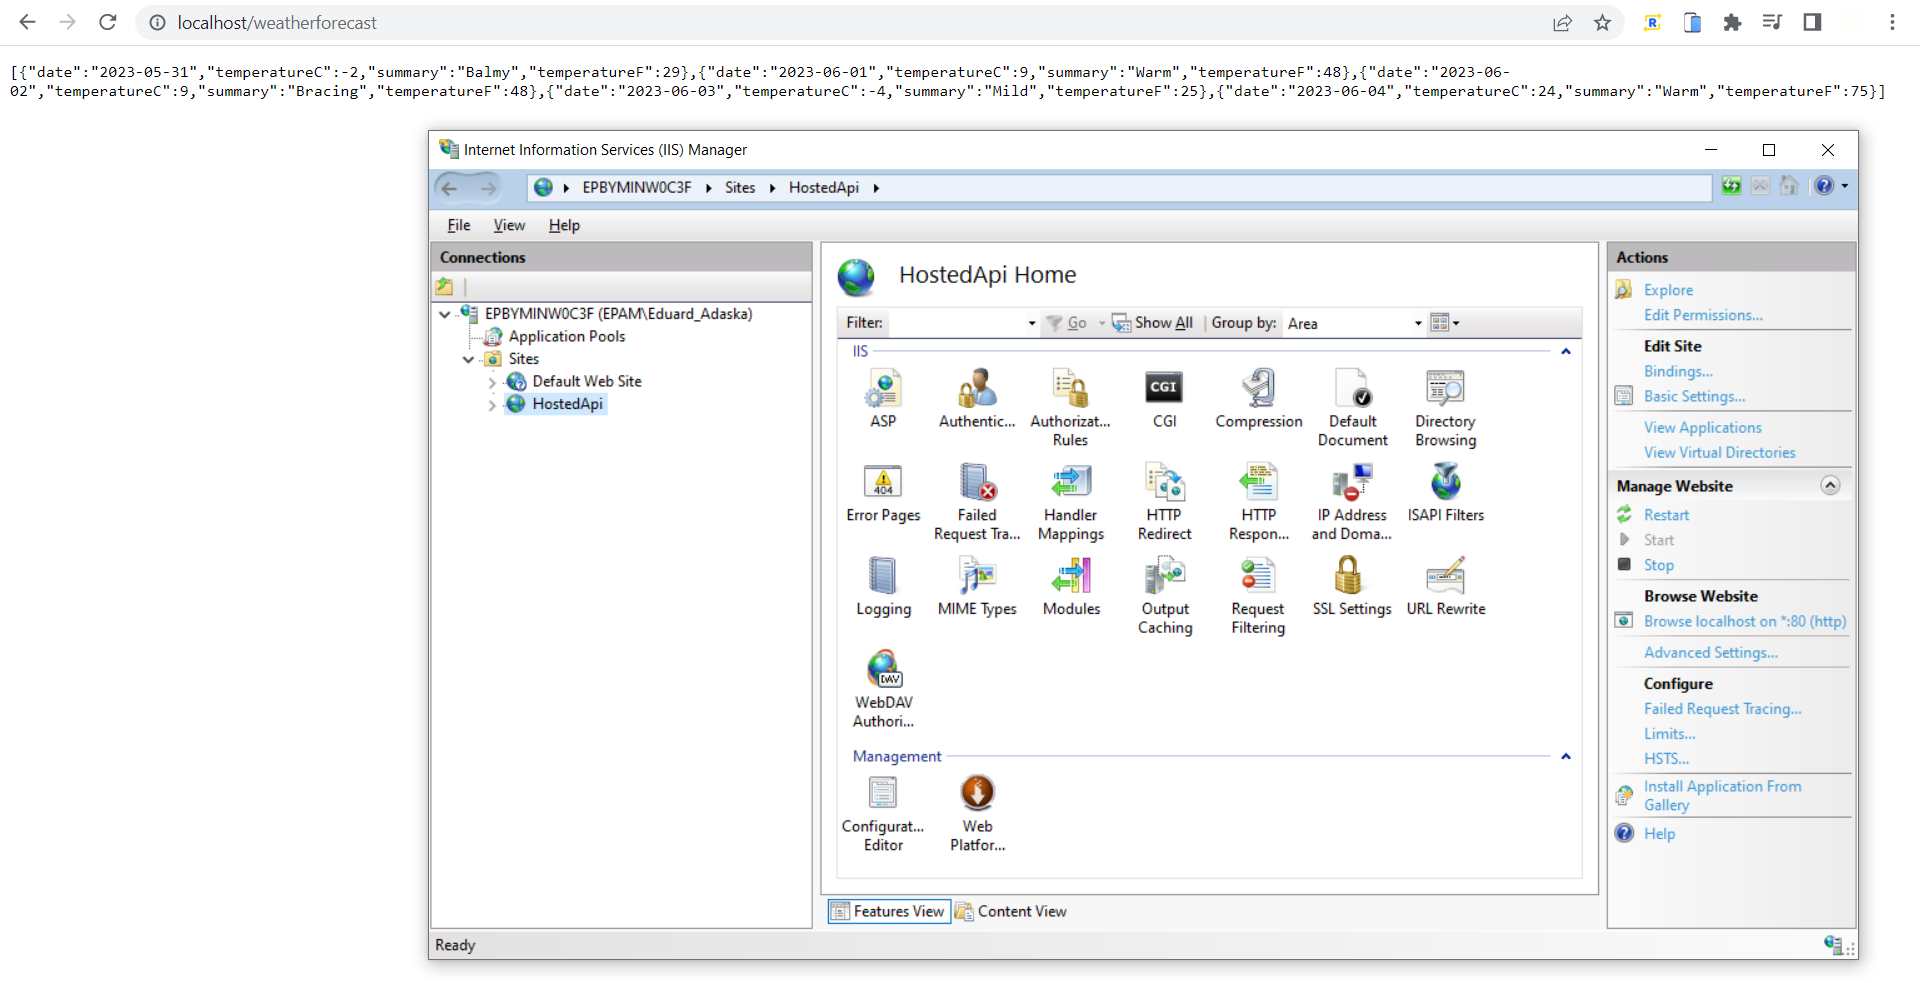 localhost/weatherforecast
[{"date":"2023-05-31","temperatureC":-2,"summary":"Balmy","temperatureF":29},{"date":"2023-06-01","temperatureC":9,"summary":"Warm","temperatureF":48},{"date":"2023-06-
02","temperatureC":9,"summary":"Bracing","temperatureF":48},{"date":"2023-06-03","temperatureC":-4,"summary":"Mild","temperatureF":25},{"date":"2023-06-04","temperatureC":24,"summary":"Warm","temperatureF":75}]
Internet Information Services (IIS) Manager
EPBYMINW0C3F Sites HostedApi
File View Help
Connections
EPBYMINW0C3F (EPAM\Eduard_Adaska)
Application Pools
Sites
Default Web Site
HostedApi
HostedApi Home
Filter: Go Show All Group by: Area
IIS
ASP
Authentic...
Authorizat...
Rules
CGI
CGI
Compression
Default
Document
Directory
Browsing
404
Error Pages
Failed
Request Tra...
Handler
Mappings
HTTP
Redirect
HTTP
Respon...
IP Address
and Doma...
ISAPI Filters
Logging
MIME Types
Modules
Output
Caching
Request
Filtering
SSL Settings
URL Rewrite
DAV
WebDAV
Authori...
Management
Configurat...
Editor
Web
Platfor...
Features View
Content View
Actions
Explore
Edit Permissions...
Edit Site
Bindings...
Basic Settings...
View Applications
View Virtual Directories
Manage Website
Restart
Start
Stop
Browse Website
Browse localhost on *:80 (http)
Advanced Settings...
Configure
Failed Request Tracing...
Limits...
HSTS...
Install Application From
Gallery
Help
Ready